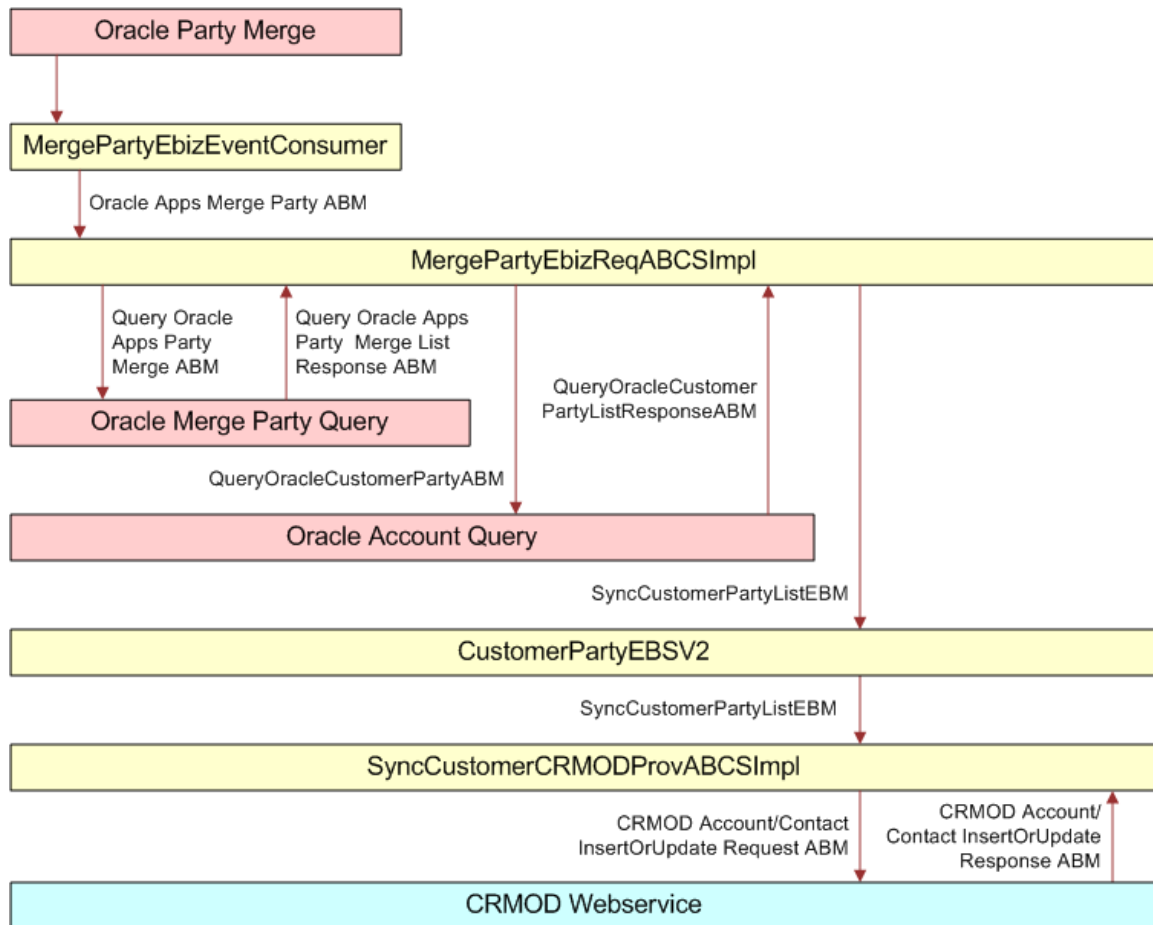 Oracle Party Merge
MergePartyEbizEventConsumer
Oracle Apps Merge Party ABM
MergePartyEbizReqABCSImpl
Query Oracle
Apps Party
Merge ABM
Query Oracle Apps
Party Merge List
Response ABM
QueryOracleCustomer
PartyListResponseABM
Oracle Merge Party Query
QueryOracleCustomerPartyABM
Oracle Account Query
SyncCustomerPartyListEBM
CustomerPartyEBSV2
SyncCustomerPartyListEBM
SyncCustomerCRMODProvABCSImpl
CRMOD Account/Contact
InsertOrUpdate Request ABM
CRMOD Account/
Contact InsertOrUpdate
Response ABM
CRMOD Webservice